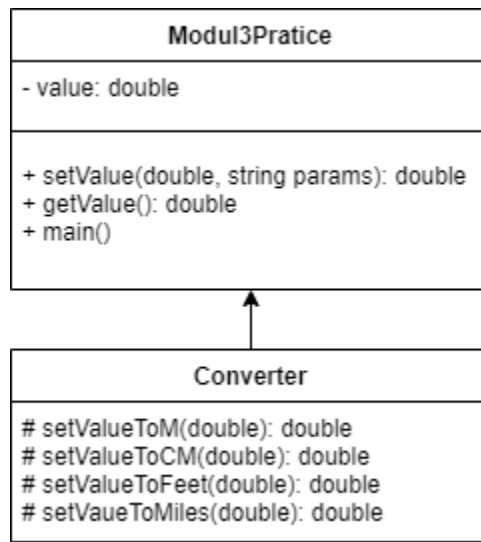 Modul3Pratice
- value: double
+ setValue(double, string params): double
+ getValue(): double
+ main()
Converter
# setValueToM(double): double
# setValueToCM(double): double
# setValueToFeet(double): double
# setVaueToMiles(double): double